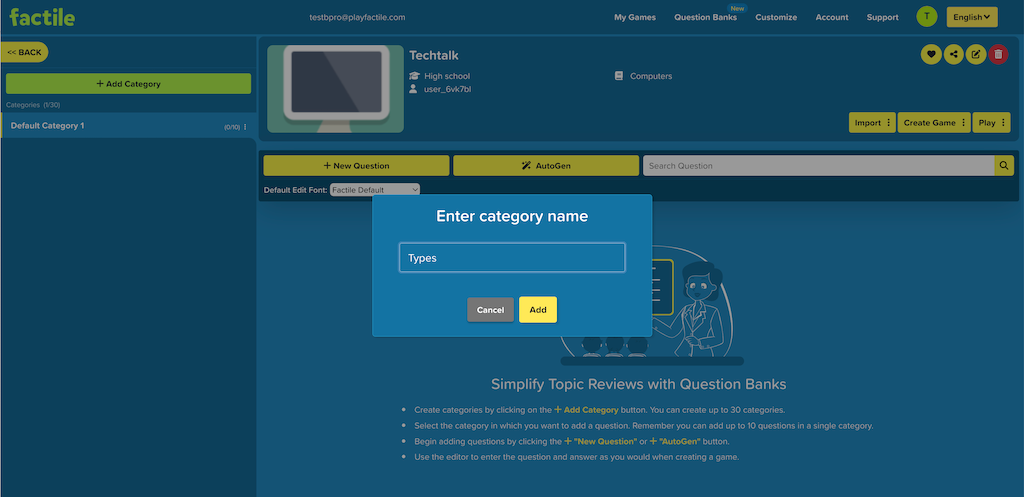 factile
testbpro@playfactile.com
My Games
Question Banks
New
Customize
Account
Support
T
English
<< BACK
+ Add Category
Categories (1/30)
Default Category 1
(0/10)
Techtalk
High school
Computers
user_6vk7bl
Import
Create Game
Play
+ New Question
AutoGen
Search Question
Default Edit Font:
Factile Default
Enter category name
Types
Cancel
Add
Simplify Topic Reviews with Question Banks
• Create categories by clicking on the + Add Category button. You can create up to 30 categories.
• Select the category in which you want to add a question. Remember you can add up to 10 questions in a single category.
• Begin adding questions by clicking the + "New Question" or + "AutoGen" button.
• Use the editor to enter the question and answer as you would when creating a game.